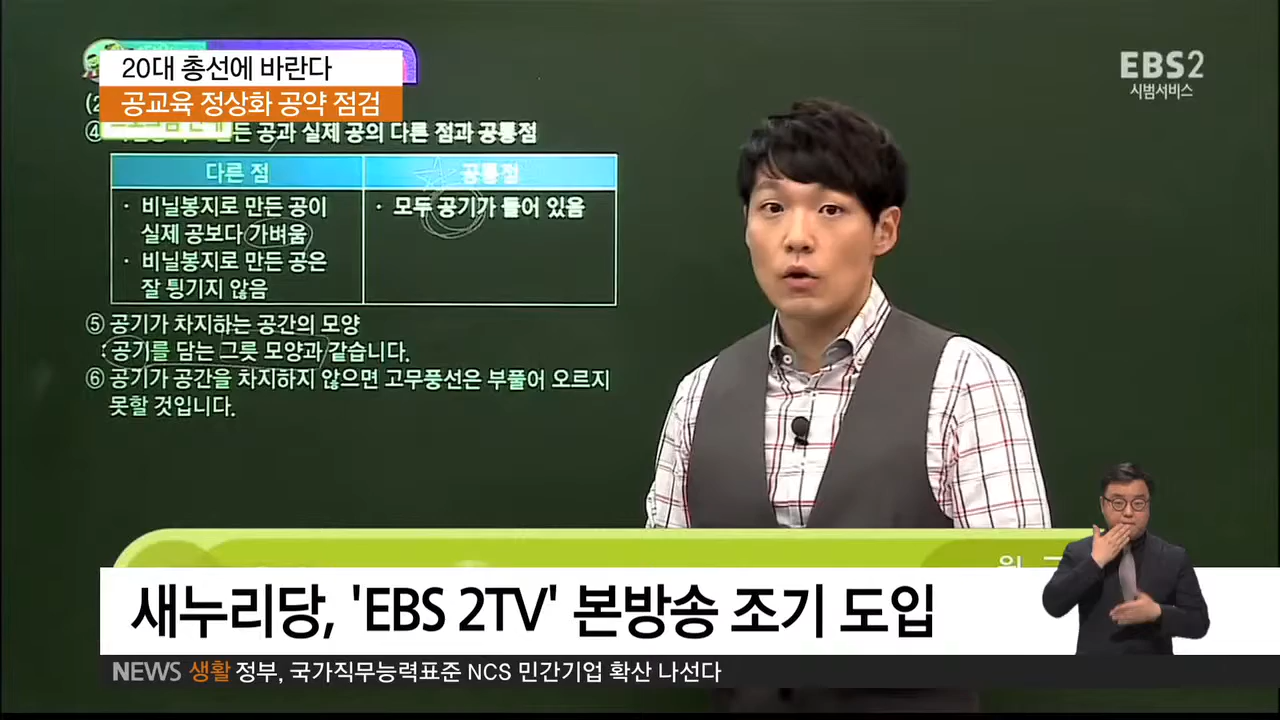 20대 총선에 바란다
공교육 정상화 공약 점검
EBS2
시범서비스
든 공과 실제 공의 다른 점과 공통점
다른 점
공통점
· 비닐봉지로 만든 공이
실제 공보다 가벼움
· 비닐봉지로 만든 공은
잘 튕기지 않음
· 모두 공기가 들어 있음
⑤ 공기가 차지하는 공간의 모양
: 공기를 담는 그릇 모양과 같습니다.
⑥ 공기가 공간을 차지하지 않으면 고무풍선은 부풀어 오르지
못할 것입니다.
새누리당, 'EBS 2TV' 본방송 조기 도입
NEWS 생활 정부, 국가직무능력표준 NCS 민간기업 확산 나선다